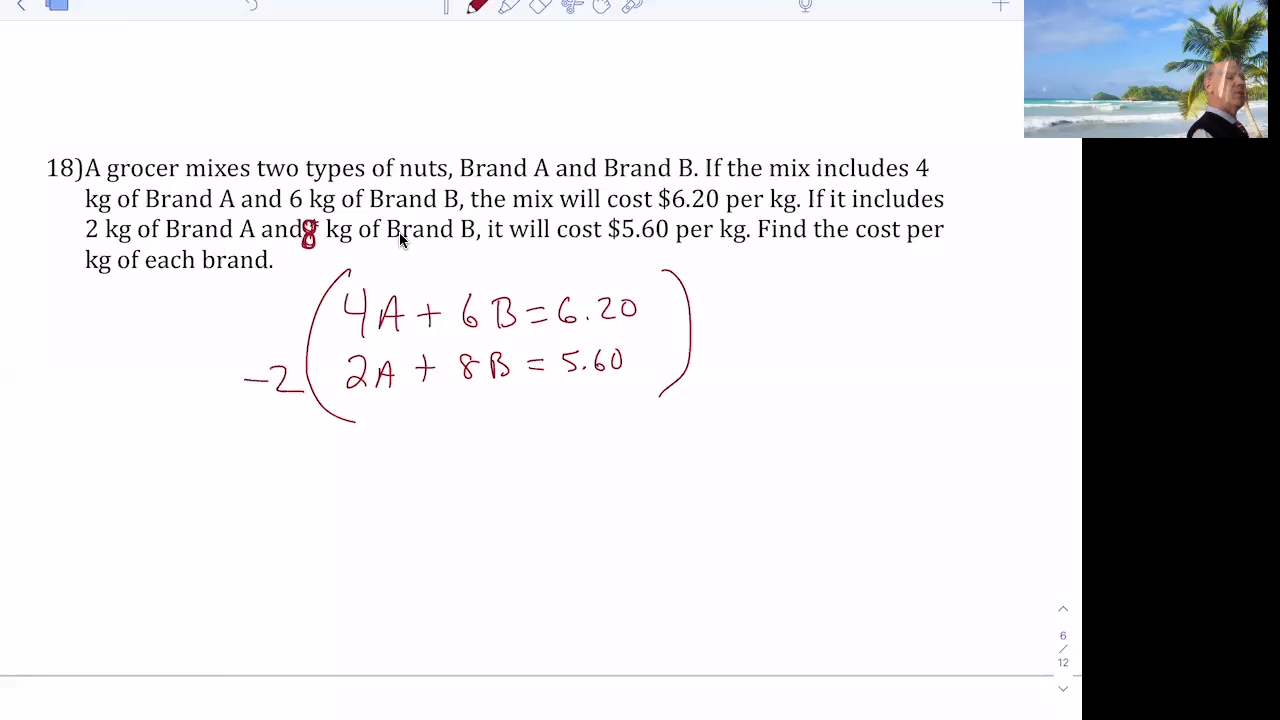 18)A grocer mixes two types of nuts, Brand A and Brand B. If the mix includes 4
kg of Brand A and 6 kg of Brand B, the mix will cost $6.20 per kg. If it includes
2 kg of Brand A and 8 kg of Brand B, it will cost $5.60 per kg. Find the cost per
kg of each brand.
4A + 6B = 6.20
-2 ( 2A + 8B = 5.60 )
6
/
12